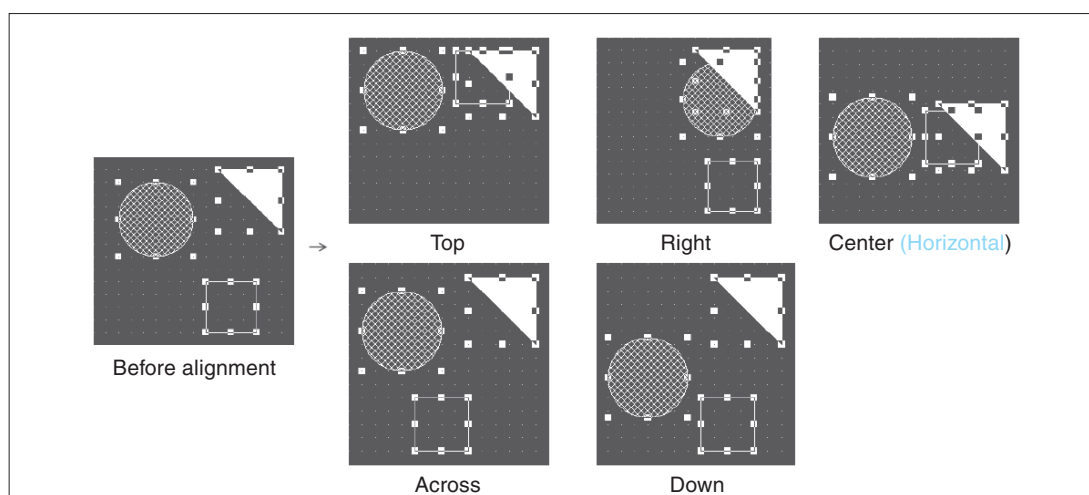 Top
Right
Center (Horizontal)
Before alignment
Across
Down